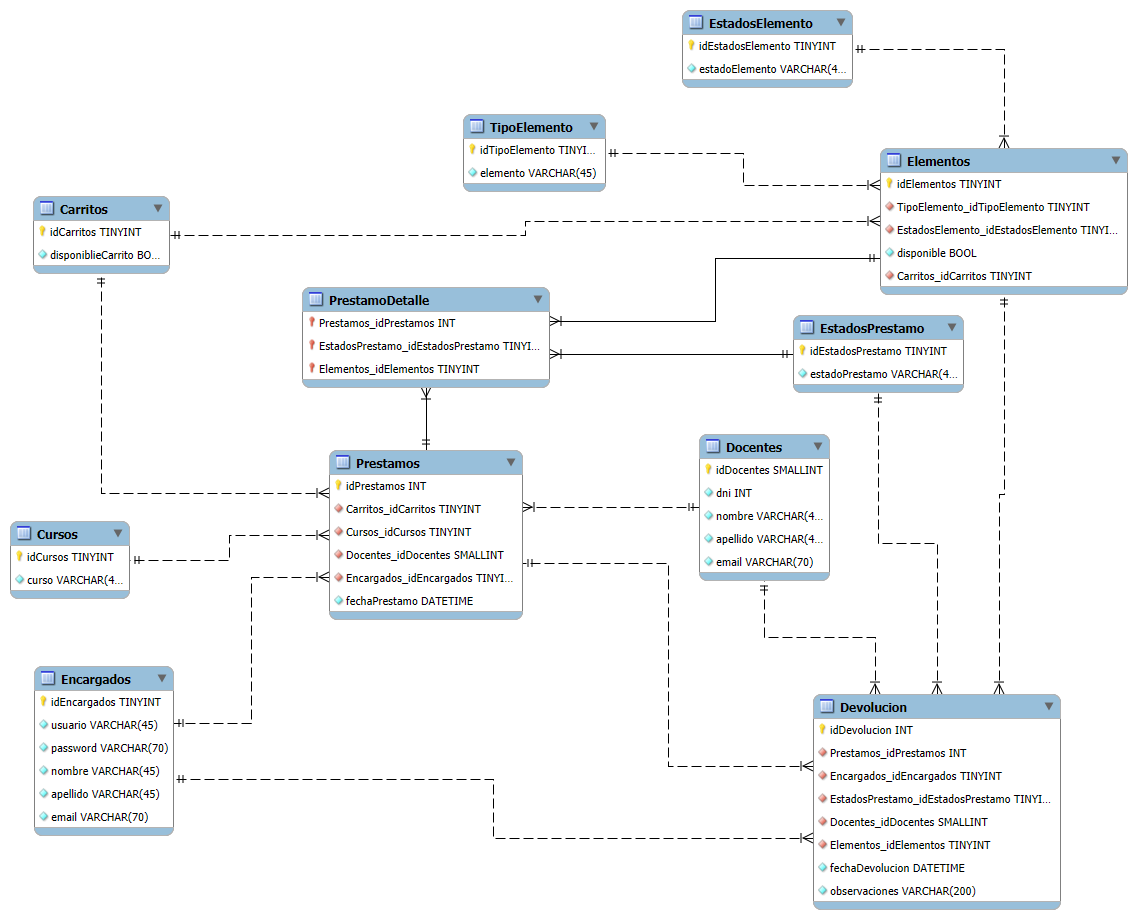 EstadosElemento
idEstadosElemento TINYINT
estadoElemento VARCHAR(4...
TipoElemento
idTipoElemento TINYI...
elemento VARCHAR(45)
Elementos
idElementos TINYINT
TipoElemento_idTipoElemento TINYINT
EstadosElemento_idEstadosElemento TINYI...
disponible BOOL
Carritos_idCarritos TINYINT
Carritos
idCarritos TINYINT
disponiblieCarrito BO...
PrestamoDetalle
Prestamos_idPrestamos INT
EstadosPrestamo_idEstadosPrestamo TINYI...
Elementos_idElementos TINYINT
EstadosPrestamo
idEstadosPrestamo TINYINT
estadoPrestamo VARCHAR(4...
Prestamos
idPrestamos INT
Carritos_idCarritos TINYINT
Cursos_idCursos TINYINT
Docentes_idDocentes SMALLINT
Encargados_idEncargados TINYI...
fechaPrestamo DATETIME
Docentes
idDocentes SMALLINT
dni INT
nombre VARCHAR(4...
apellido VARCHAR(4...
email VARCHAR(70)
Cursos
idCursos TINYINT
curso VARCHAR(4...
Encargados
idEncargados TINYINT
usuario VARCHAR(45)
password VARCHAR(70)
nombre VARCHAR(45)
apellido VARCHAR(45)
email VARCHAR(70)
Devolucion
idDevolucion INT
Prestamos_idPrestamos INT
Encargados_idEncargados TINYINT
EstadosPrestamo_idEstadosPrestamo TINYI...
Docentes_idDocentes SMALLINT
Elementos_idElementos TINYINT
fechaDevolucion DATETIME
observaciones VARCHAR(200)